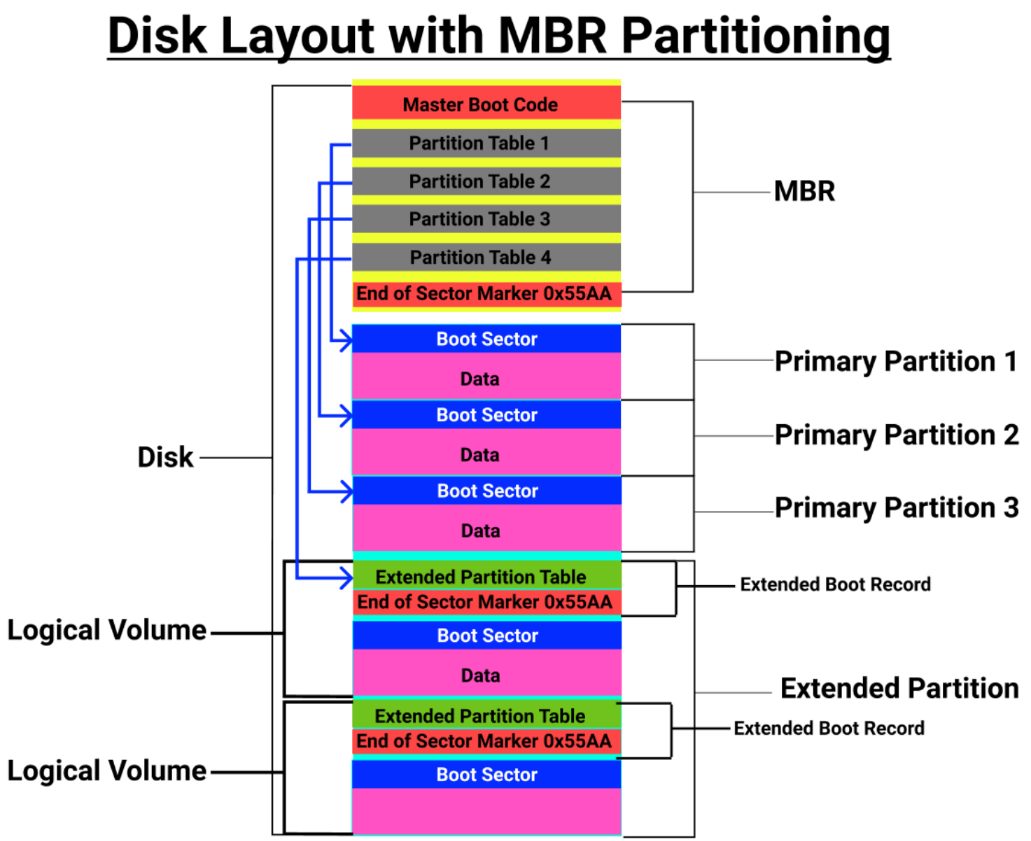 Disk Layout with MBR Partitioning
Master Boot Code
Partition Table 1
Partition Table 2
Partition Table 3
Partition Table 4
End of Sector Marker 0x55AA
MBR
Boot Sector
Data
Primary Partition 1
Boot Sector
Data
Primary Partition 2
Boot Sector
Data
Primary Partition 3
Disk
Extended Partition Table
End of Sector Marker 0x55AA
Extended Boot Record
Boot Sector
Data
Logical Volume
Extended Partition
Extended Partition Table
End of Sector Marker 0x55AA
Extended Boot Record
Boot Sector
Logical Volume